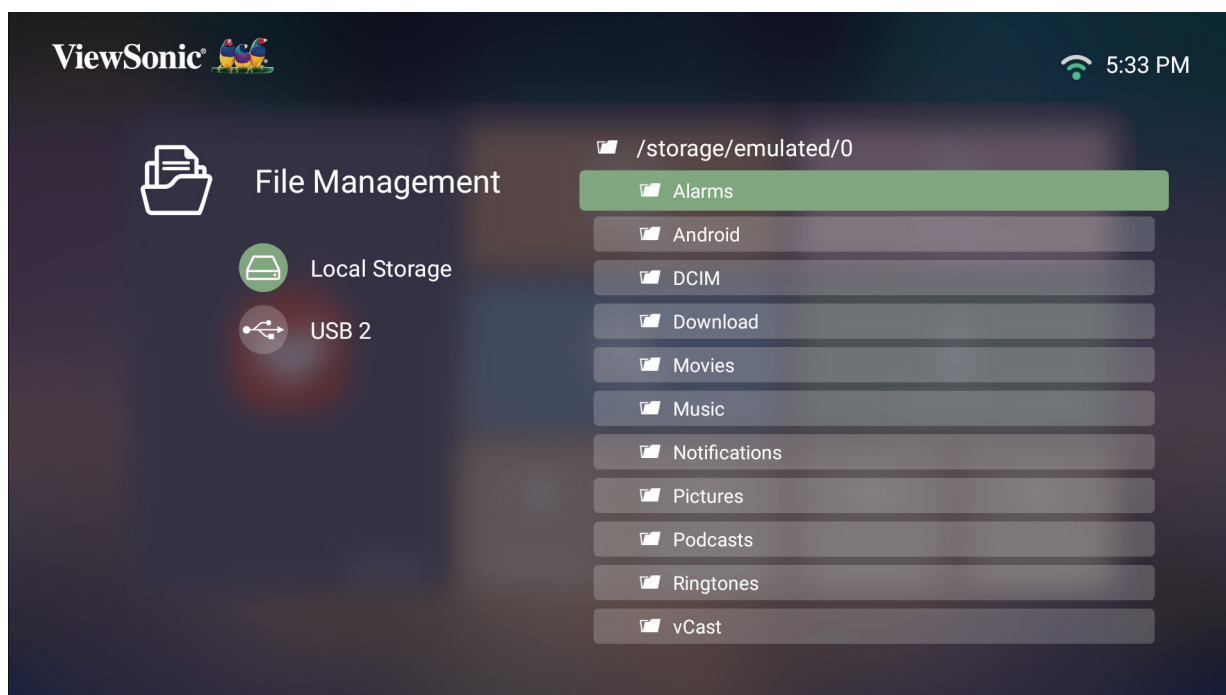 ViewSonic®
5:33 PM
File Management
Local Storage
USB 2
/storage/emulated/0
Alarms
Android
DCIM
Download
Movies
Music
Notifications
Pictures
Podcasts
Ringtones
vCast